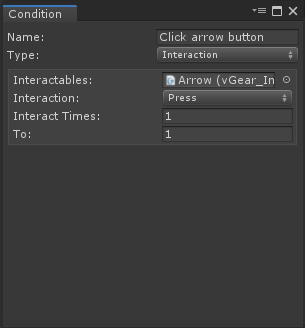 Condition
Name: Click arrow button
Type: Interaction
Interactables: Arrow (vGear_In
Interaction: Press
Interact Times: 1
To: 1